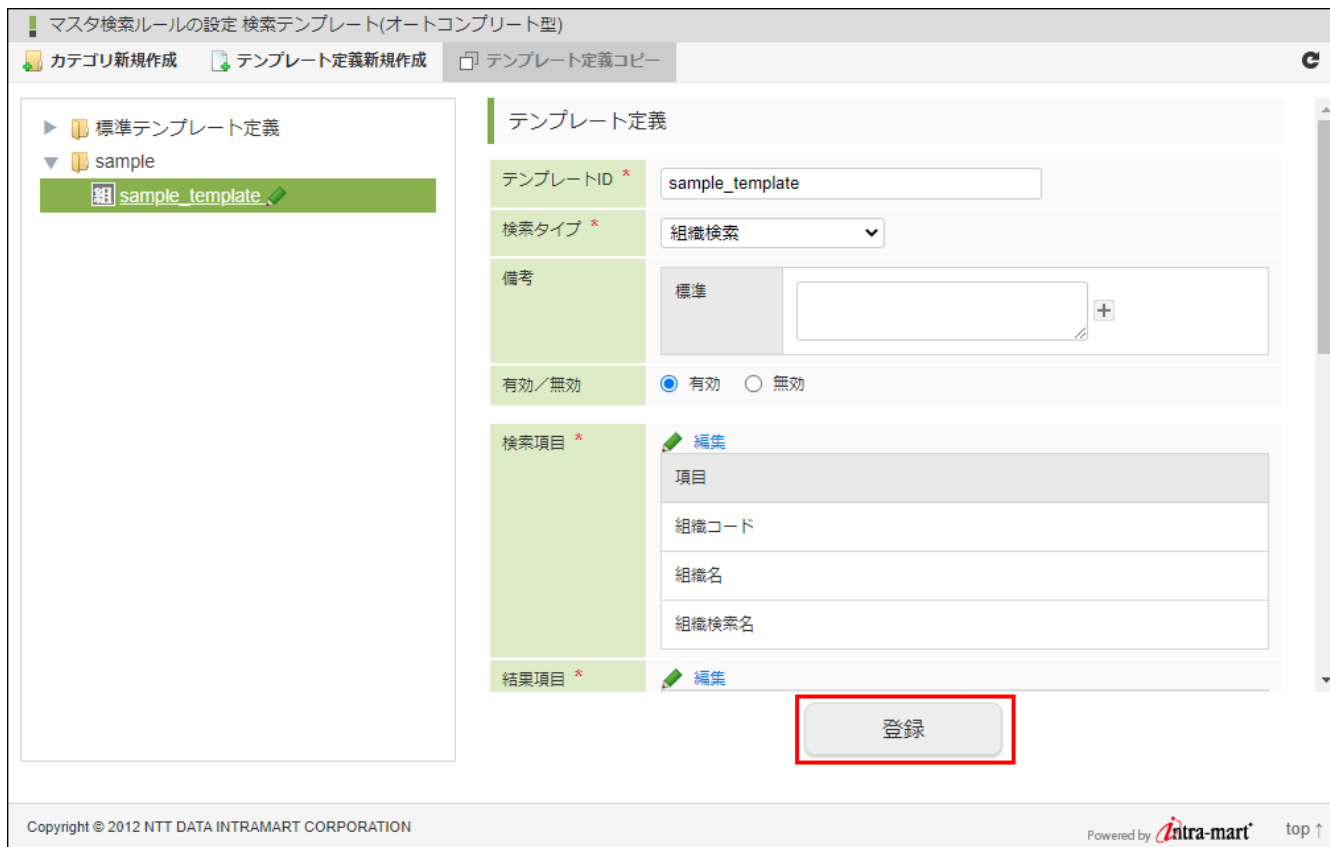 マスタ検索ルールの設定 検索テンプレート(オートコンプリート型)
カテゴリ新規作成 テンプレート定義新規作成 テンプレート定義コピー
標準テンプレート定義
sample
組 sample_template
テンプレート定義
テンプレートID * sample_template
検索タイプ * 組織検索
備考 標準
有効／無効 有効 無効
検索項目 * 編集
項目
組織コード
組織名
組織検索名
結果項目 * 編集
登録
Copyright © 2012 NTT DATA INTRAMART CORPORATION
Powered by intra-mart top ↑